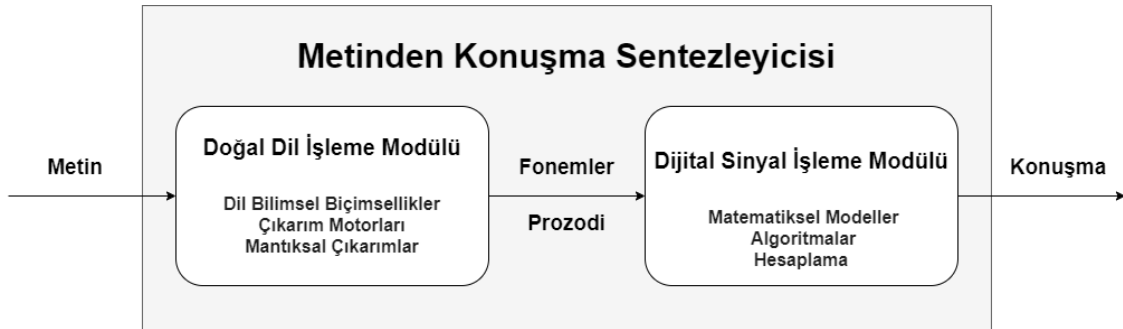 Metinden Konuşma Sentezleyicisi
Metin
Doğal Dil İşleme Modülü
Dil Bilimsel Biçimsellikler
Çıkarım Motorları
Mantıksal Çıkarımlar
Fonemler
Prozodi
Dijital Sinyal İşleme Modülü
Matematiksel Modeller
Algoritmalar
Hesaplama
Konuşma